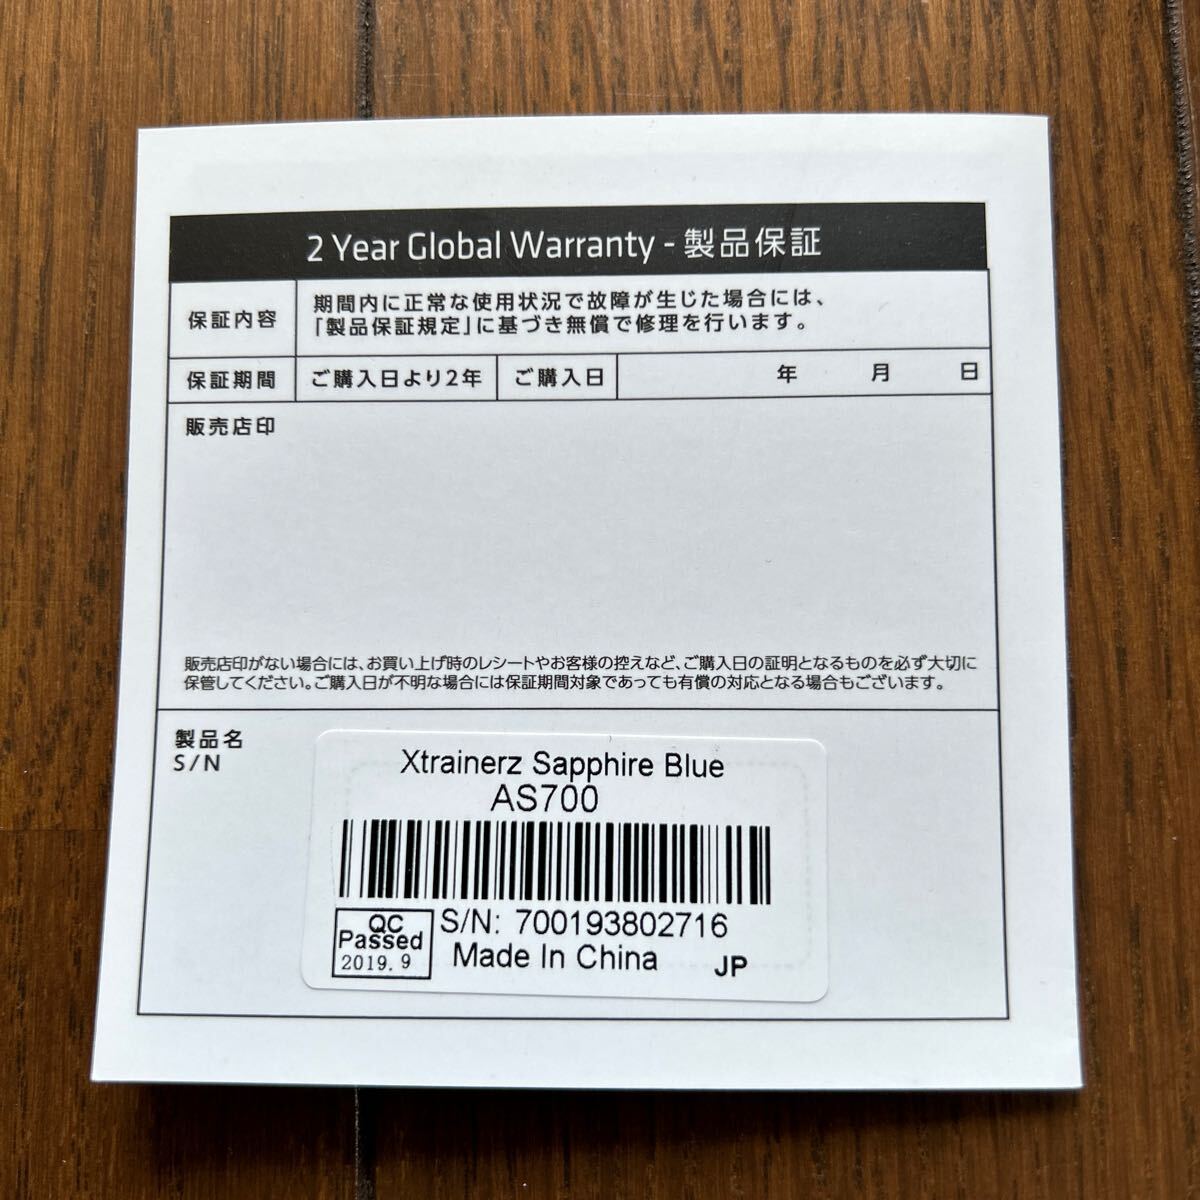 2 Year Global Warranty - 製品保証
保証内容
期間内に正常な使用状況で故障が生じた場合には、
「製品保証規定」に基づき無償で修理を行います。
保証期間 ご購入日より2年 ご購入日 年 月 日
販売店印
販売店印がない場合には、お買い上げ時のレシートやお客様の控えなど、ご購入日の証明となるものを必ず大切に
保管してください。ご購入日が不明な場合には保証期間対象であっても有償の対応となる場合もございます。
製品名
S/N
Xtrainerz Sapphire Blue
AS700
S/N: 700193802716
QC
Passed
2019. 9
Made In China JP